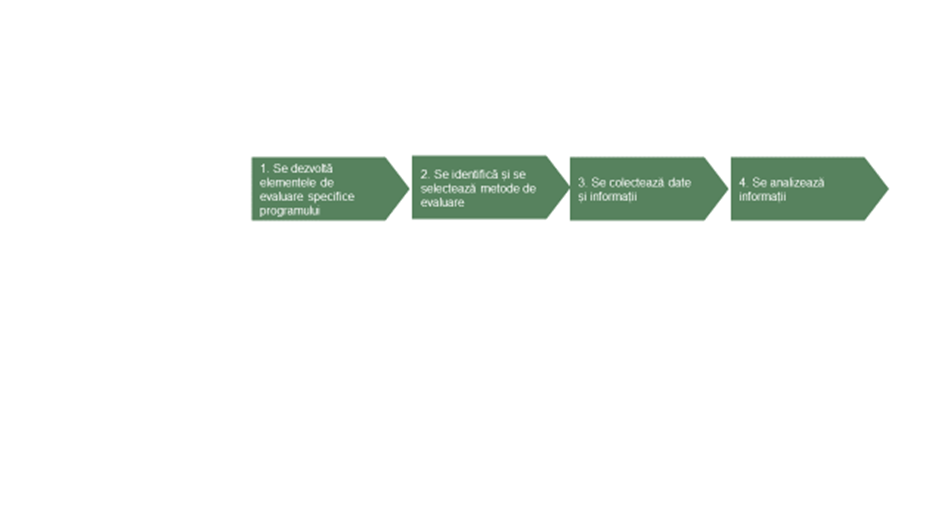 1. Se dezvoltă
elementele de
evaluare specifice
programului
2. Se identifică și se
selectează metode de
evaluare
3. Se colectează date
și informații
4. Se analizează
informații